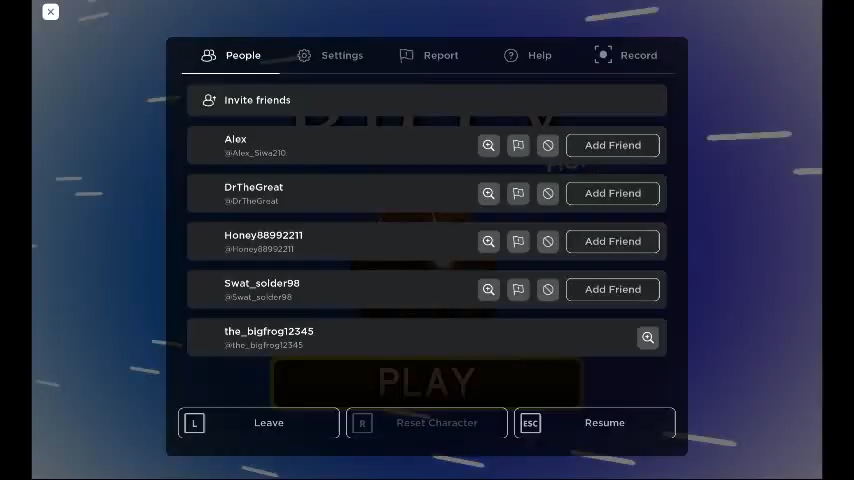 People Settings Report Help Record
Invite friends
Alex
@Alex_Siwa210
Add Friend
DrTheGreat
@DrTheGreat
Add Friend
Honey88992211
@Honey88992211
Add Friend
Swat_solder98
@Swat_solder98
Add Friend
the_bigfrog12345
@the_bigfrog12345
PLAY
L Leave R Reset Character ESC Resume